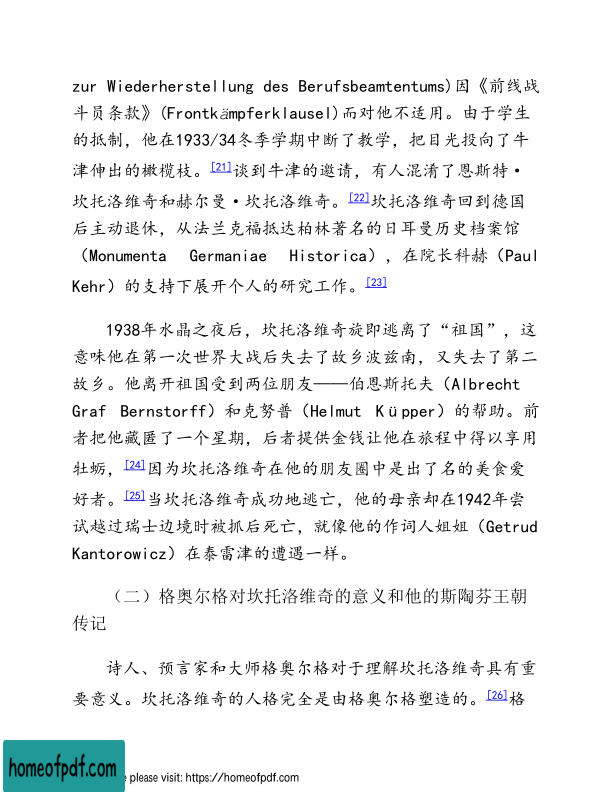 zur Wiederherstellung des Berufsbeamtentums)因《前线战
斗员条款》(Frontkämpferklausel)而对他不适用。由于学生
的抵制，他在1933/34冬季学期中断了教学，把目光投向了牛
津伸出的橄榄枝。[21]谈到牛津的邀请，有人混淆了恩斯特·
坎托洛维奇和赫尔曼·坎托洛维奇。[22]坎托洛维奇回到德国
后主动退休，从法兰克福抵达柏林著名的日耳曼历史档案馆
（Monumenta Germaniae Historica），在院长科赫（Paul
Kehr）的支持下展开个人的研究工作。[23]
1938年水晶之夜后，坎托洛维奇旋即逃离了“祖国”，这
意味他在第一次世界大战后失去了故乡波兹南，又失去了第二
故乡。他离开祖国受到两位朋友——伯恩斯托夫（Albrecht
Graf Bernstorff）和克努普（Helmut Küpper）的帮助。前
者把他藏匿了一个星期，后者提供金钱让他在旅程中得以享用
牡蛎，[24]因为坎托洛维奇在他的朋友圈中是出了名的美食爱
好者。[25]当坎托洛维奇成功地逃亡，他的母亲却在1942年尝
试越过瑞士边境时被抓后死亡，就像他的作词人姐姐（Getrud
Kantorowicz）在泰雷津的遭遇一样。
（二）格奥尔格对坎托洛维奇的意义和他的斯陶芬王朝
传记
诗人、预言家和大师格奥尔格对于理解坎托洛维奇具有重
要意义。坎托洛维奇的人格完全是由格奥尔格塑造的。[26]格
homeofpdf.com
e please visit: https://homeofpdf.com